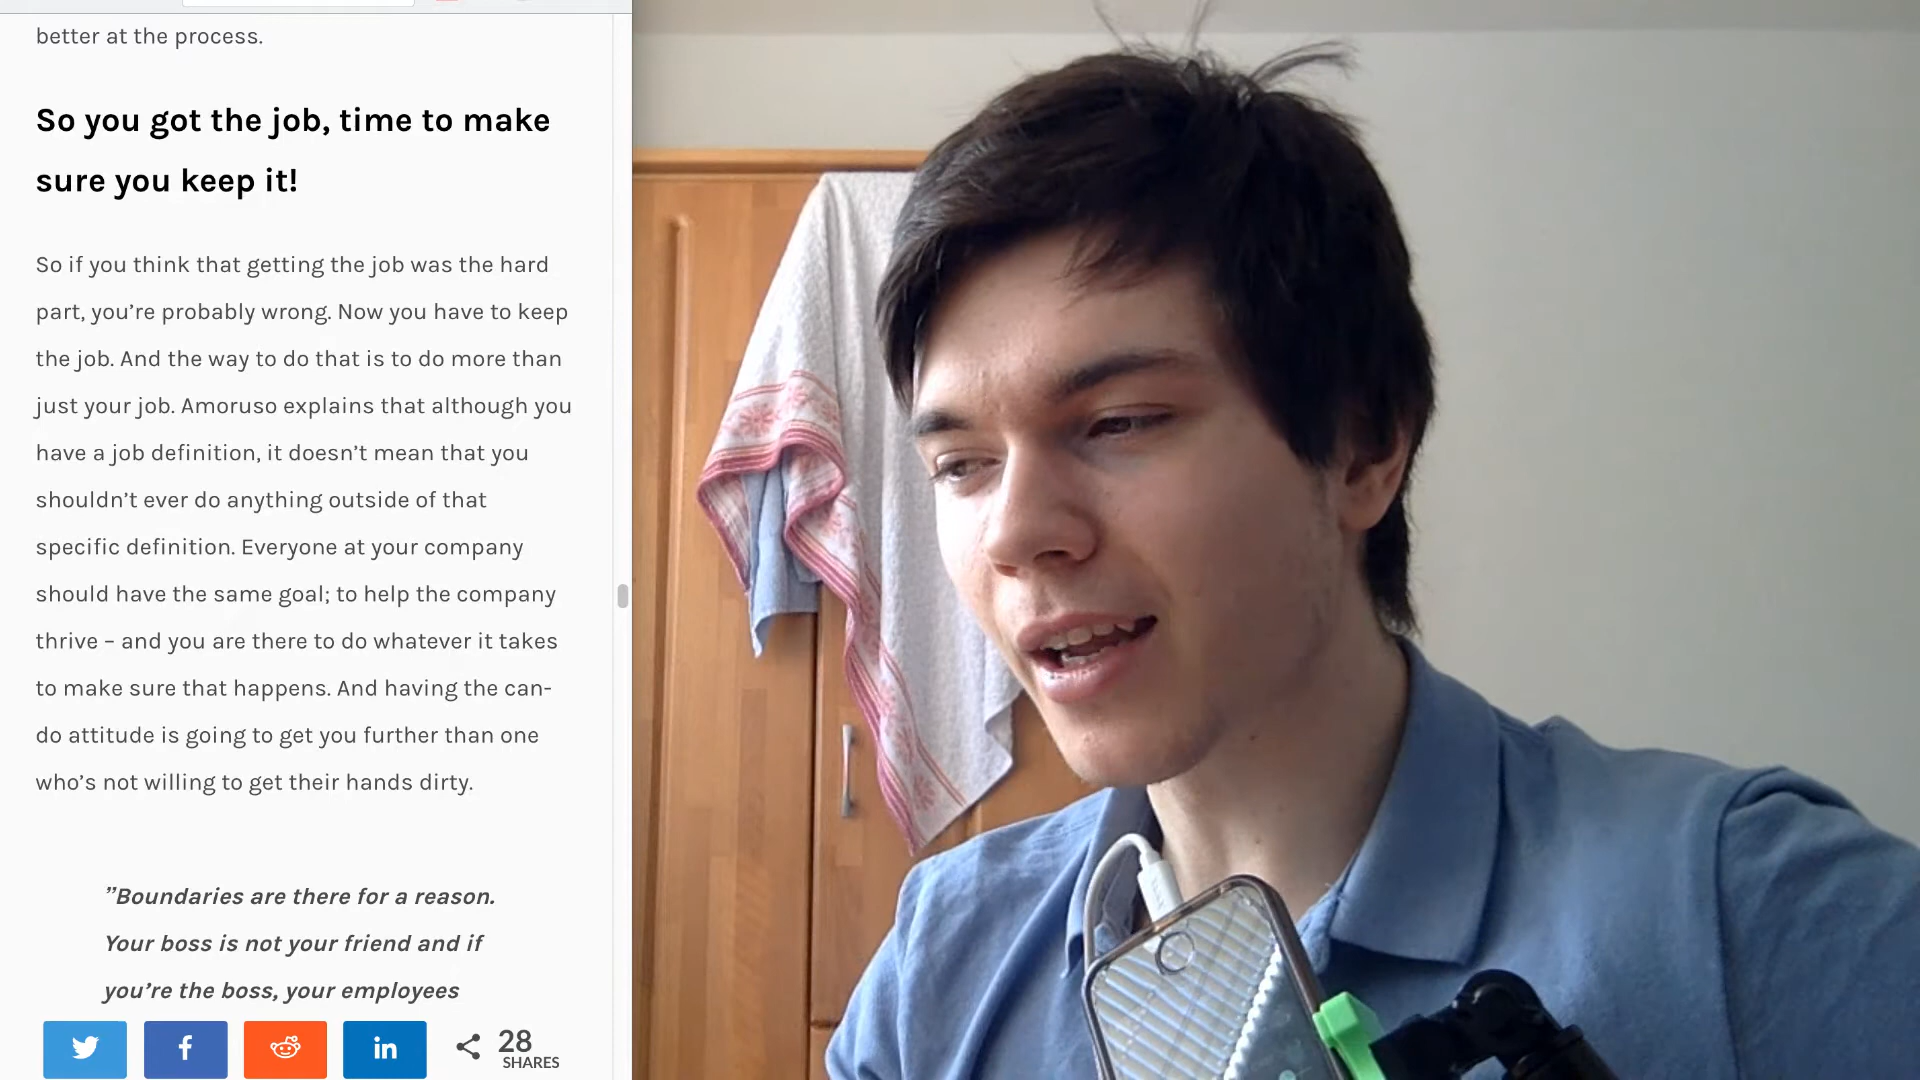 better at the process.
So you got the job, time to make
sure you keep it!
So if you think that getting the job was the hard
part, you’re probably wrong. Now you have to keep
the job. And the way to do that is to do more than
just your job. Amoruso explains that although you
have a job definition, it doesn’t mean that you
shouldn’t ever do anything outside of that
specific definition. Everyone at your company
should have the same goal; to help the company
thrive – and you are there to do whatever it takes
to make sure that happens. And having the can-
do attitude is going to get you further than one
who’s not willing to get their hands dirty.
”Boundaries are there for a reason.
Your boss is not your friend and if
you’re the boss, your employees
28
SHARES